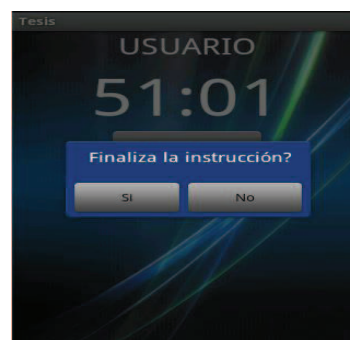 Tesis
USUARIO
51:01
Finaliza la instrucción?
SI
No